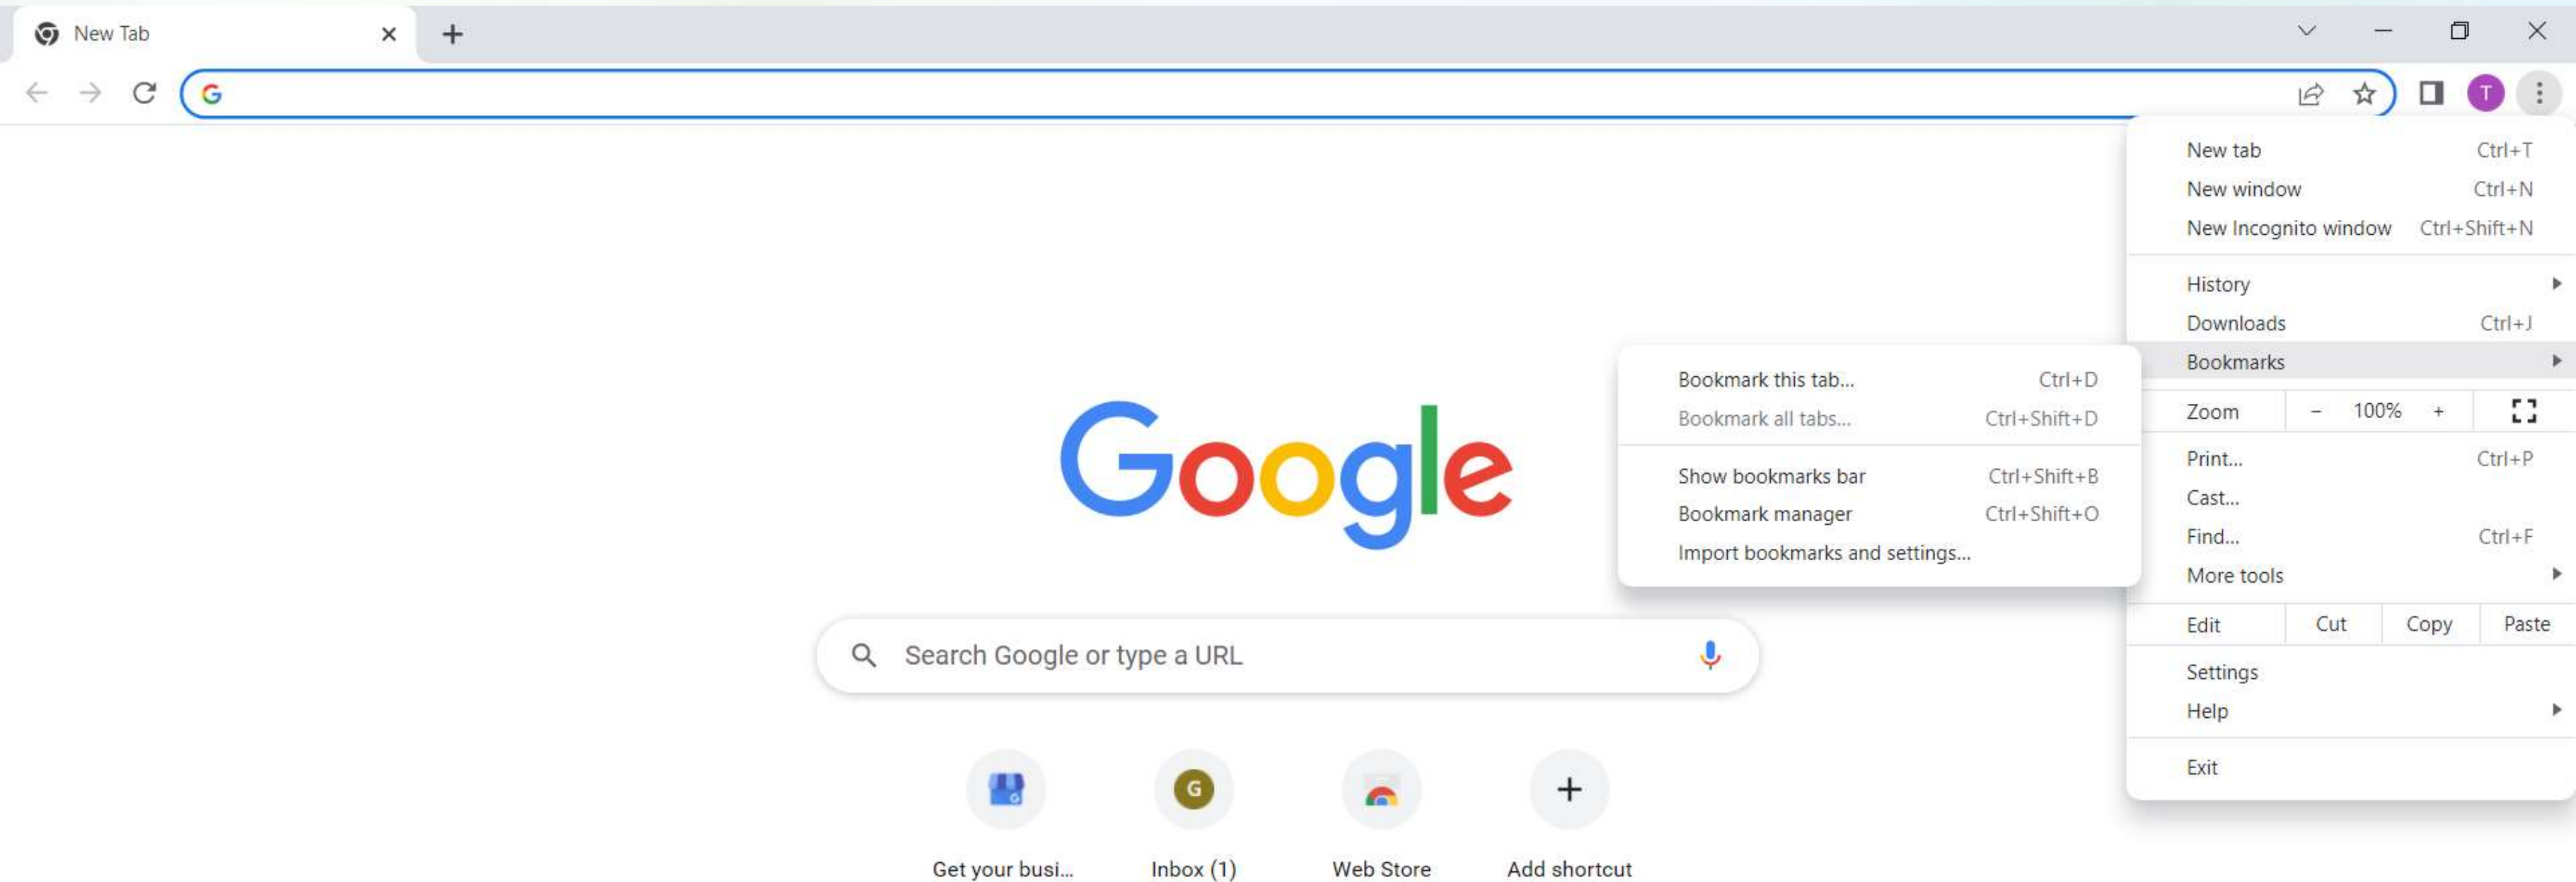 New Tab
T
New tab Ctrl+T
New window Ctrl+N
New Incognito window Ctrl+Shift+N
History
Downloads Ctrl+J
Bookmarks
Bookmark this tab... Ctrl+D
Bookmark all tabs... Ctrl+Shift+D
Show bookmarks bar Ctrl+Shift+B
Bookmark manager Ctrl+Shift+O
Import bookmarks and settings...
Zoom - 100% +
Print... Ctrl+P
Cast...
Find... Ctrl+F
More tools
Edit Cut Copy Paste
Settings
Help
Exit
Google
Search Google or type a URL
G
Get your busi... Inbox (1) Web Store Add shortcut